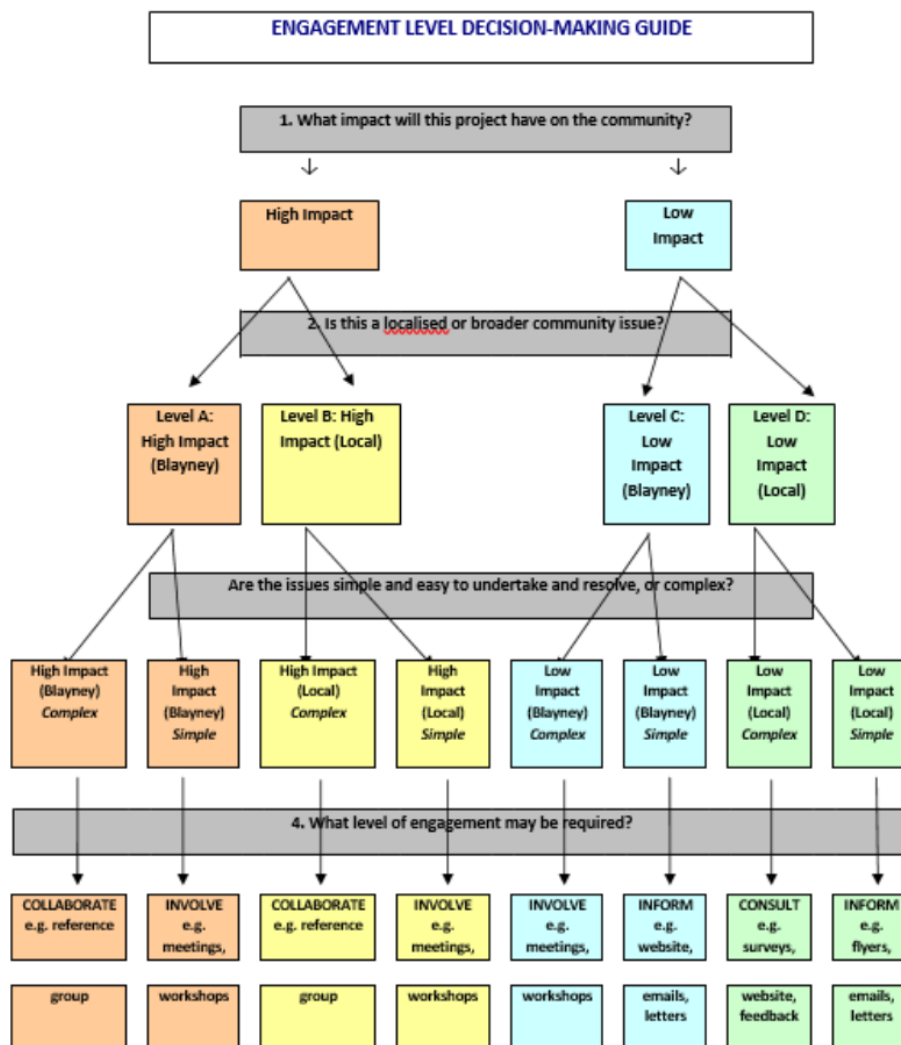 ENGAGEMENT LEVEL DECISION-MAKING GUIDE
1. What impact will this project have on the community?
High Impact
Low
Impact
2. Is this a localised or broader community issue?
Level A:
High Impact
(Blayney)
Level B: High
Impact (Local)
Level C:
Low
Impact
(Blayney)
Level D:
Low
Impact
(Local)
Are the issues simple and easy to undertake and resolve, or complex?
High Impact
(Blayney)
Complex
High
Impact
(Blayney)
Simple
High Impact
(Local)
Complex
High
Impact
(Local)
Simple
Low
Impact
(Blayney)
Complex
Low
Impact
(Blayney)
Simple
Low
Impact
(Local)
Complex
Low
Impact
(Local)
Simple
4. What level of engagement may be required?
COLLABORATE
e.g. reference
INVOLVE
e.g.
meetings,
COLLABORATE
e.g. reference
INVOLVE
e.g.
meetings,
INVOLVE
e.g.
meetings,
INFORM
e.g.
website,
CONSULT
e.g.
surveys,
INFORM
e.g.
flyers,
group
workshops
group
workshops
workshops
emails,
letters
website,
feedback
emails,
letters